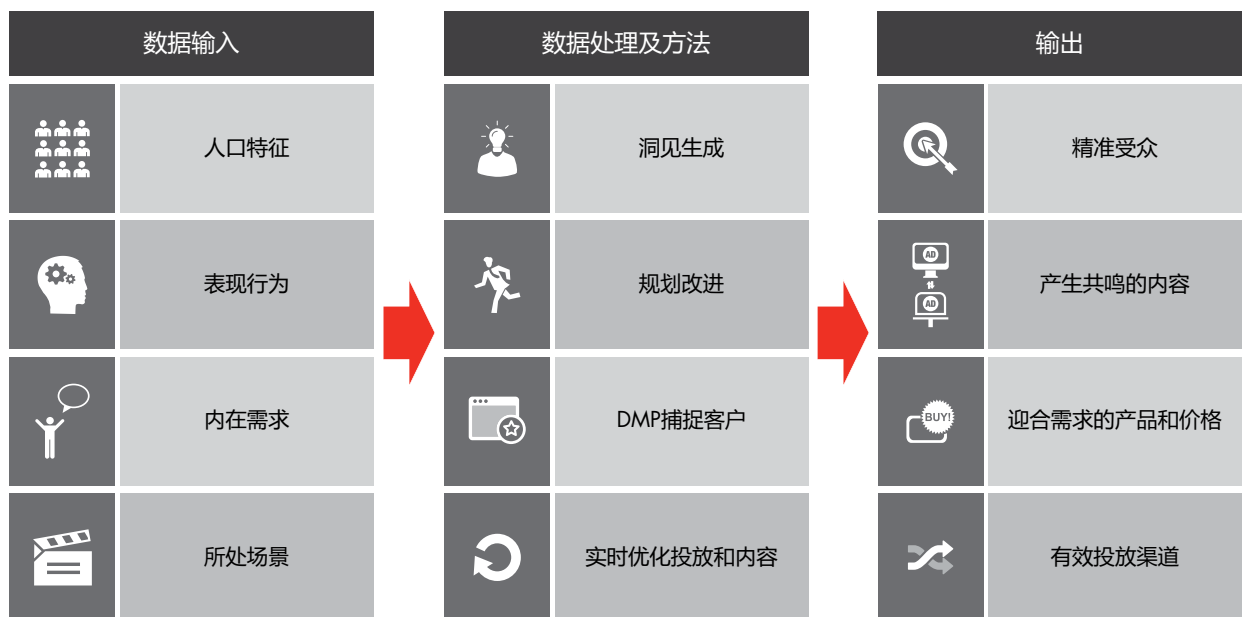 数据输入
人口特征
表现行为
内在需求
所处场景
数据处理及方法
洞见生成
规划改进
DMP捕捉客户
实时优化投放和内容
输出
精准受众
AD
AD
产生共鸣的内容
BUY!
迎合需求的产品和价格
有效投放渠道